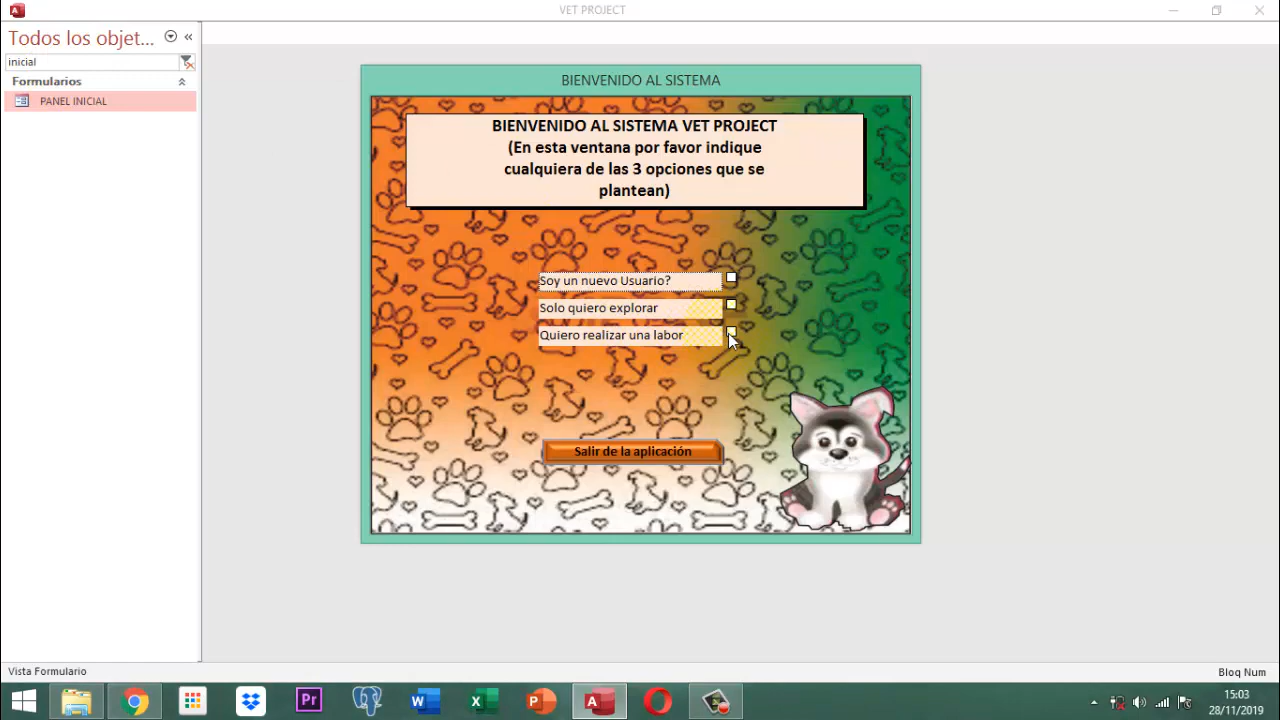 VET PROJECT
Todos los objet...
inicial
Formularios
PANEL INICIAL
BIENVENIDO AL SISTEMA
BIENVENIDO AL SISTEMA VET PROJECT
(En esta ventana por favor indique
cualquiera de las 3 opciones que se
plantean)
Soy un nuevo Usuario?
Solo quiero explorar
Quiero realizar una labor
Salir de la aplicación
Vista Formulario
Bloq Num
15:03
28/11/2019